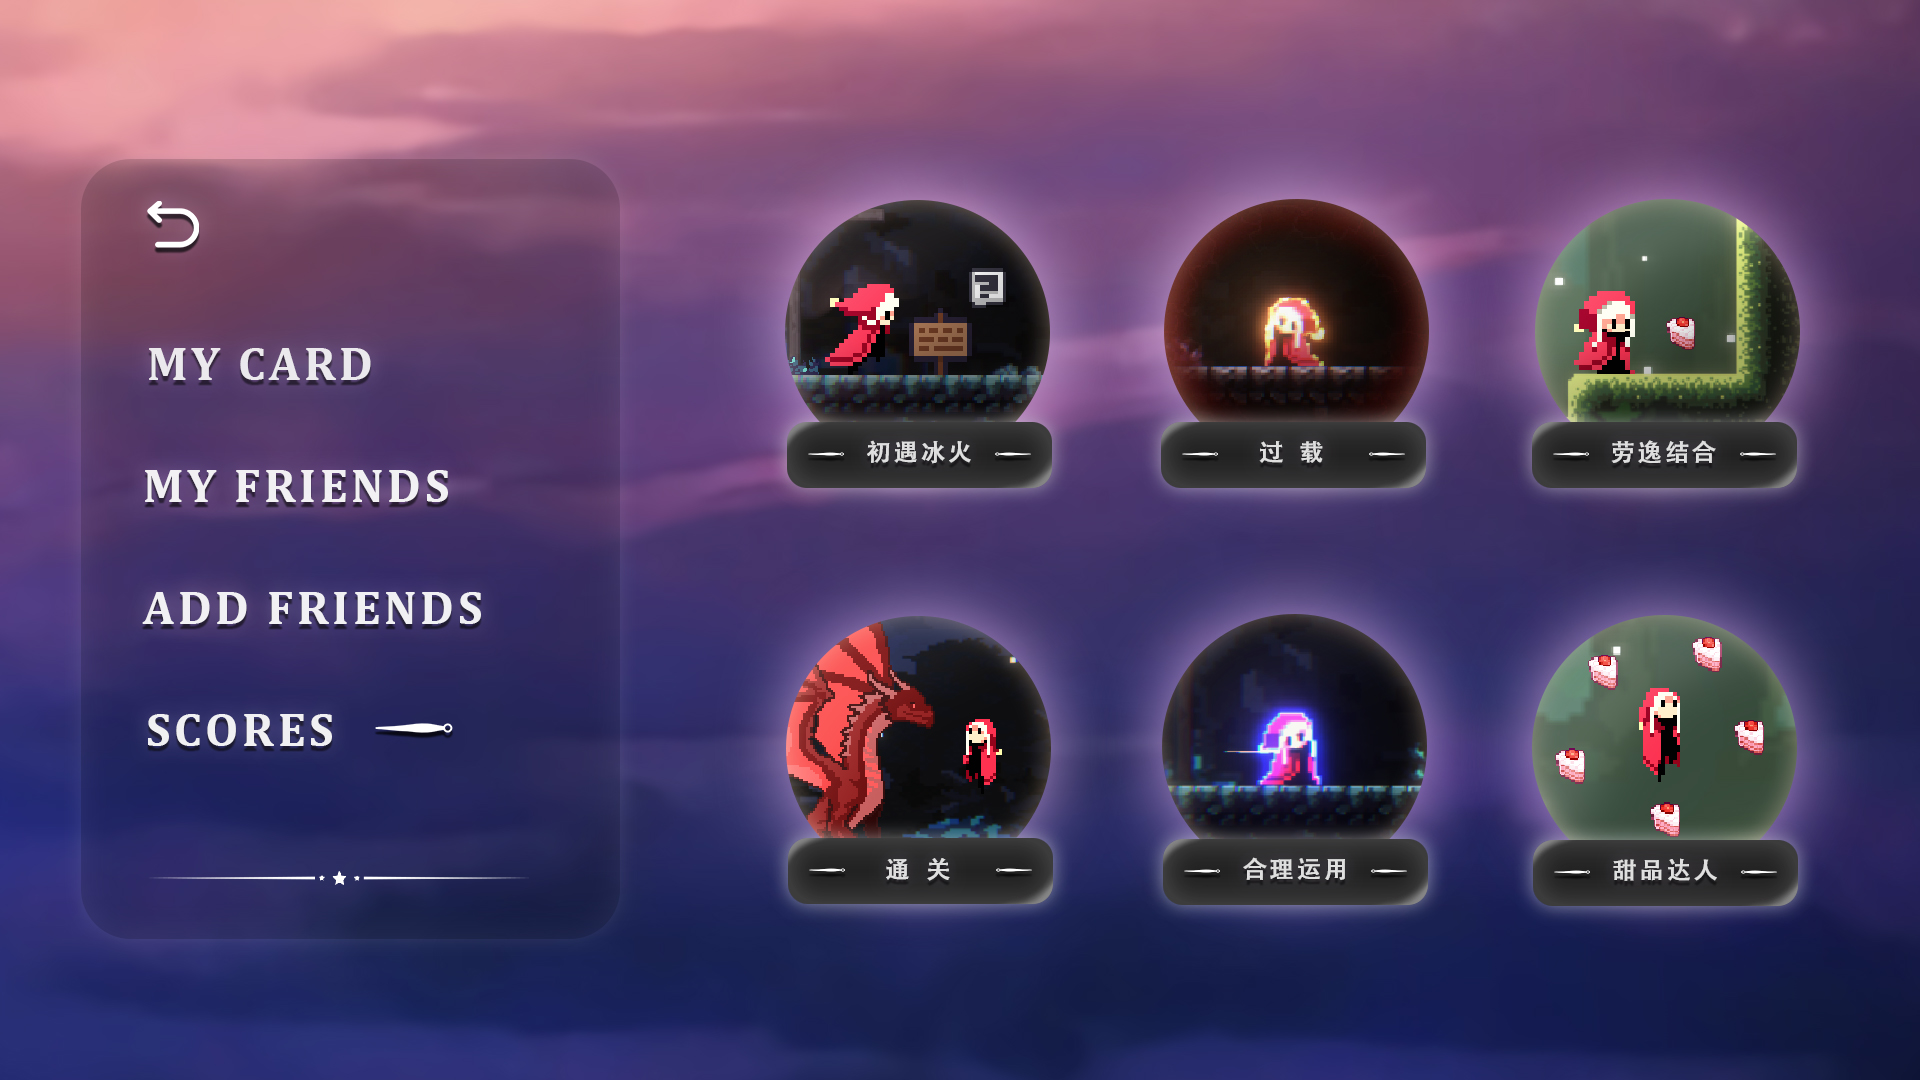 MY CARD
MY FRIENDS
ADD FRIENDS
SCORES
初遇冰火
过 载
劳逸结合
通 关
合理运用
甜品达人